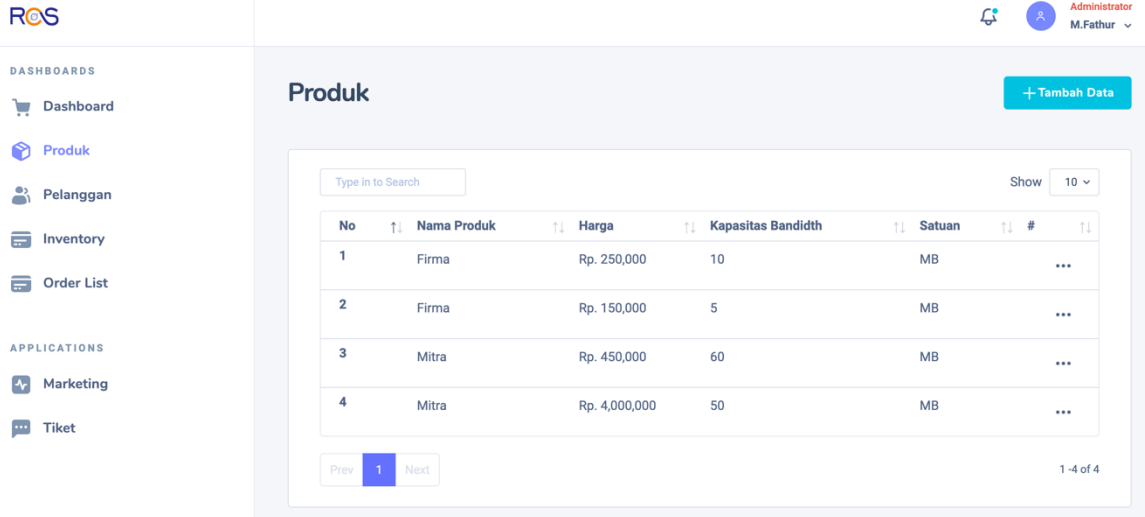 ROS
Administrator
M.Fathur
DASHBOARDS
Dashboard
Produk
Pelanggan
Inventory
Order List
APPLICATIONS
Marketing
Tiket
Produk
+Tambah Data
Type in to Search
Show 10
No Nama Produk Harga Kapasitas Bandidth Satuan #
1 Firma Rp. 250,000 10 MB ...
2 Firma Rp. 150,000 5 MB ...
3 Mitra Rp. 450,000 60 MB ...
4 Mitra Rp. 4,000,000 50 MB ...
Prev 1 Next
1 -4 of 4